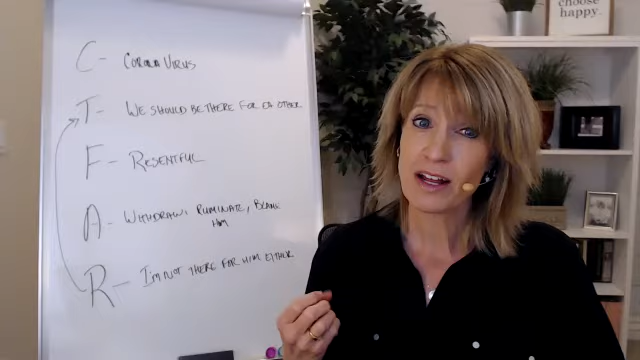 C - CORONA VIRUS
T - WE SHOULD BE THERE FOR EA OTHER
F - RESENTFUL
A - WITHDRAW, RUMINATE, BLAME
HIM
R - I'M NOT THERE FOR HIM EITHER
choose
happy.